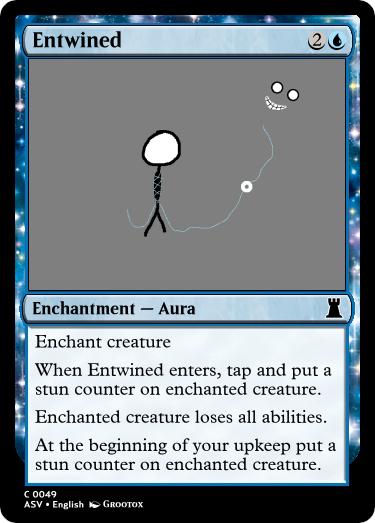 Entwined 2
Enchantment — Aura
Enchant creature
When Entwined enters, tap and put a
stun counter on enchanted creature.
Enchanted creature loses all abilities.
At the beginning of your upkeep put a
stun counter on enchanted creature.
C 0049
ASV • English Grootox